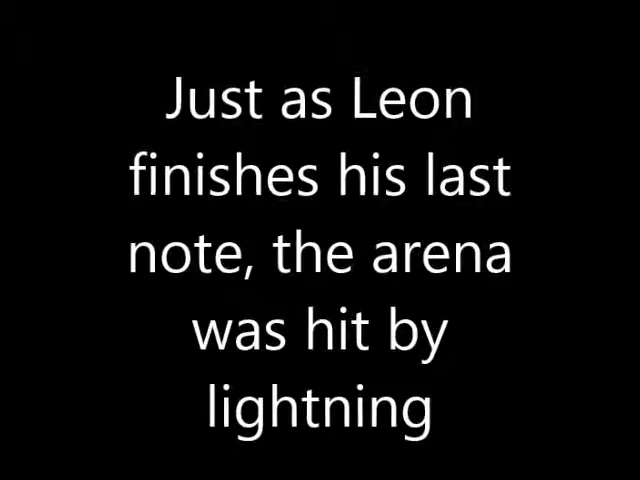 Just as Leon
finishes his last
note, the arena
was hit by
lightning